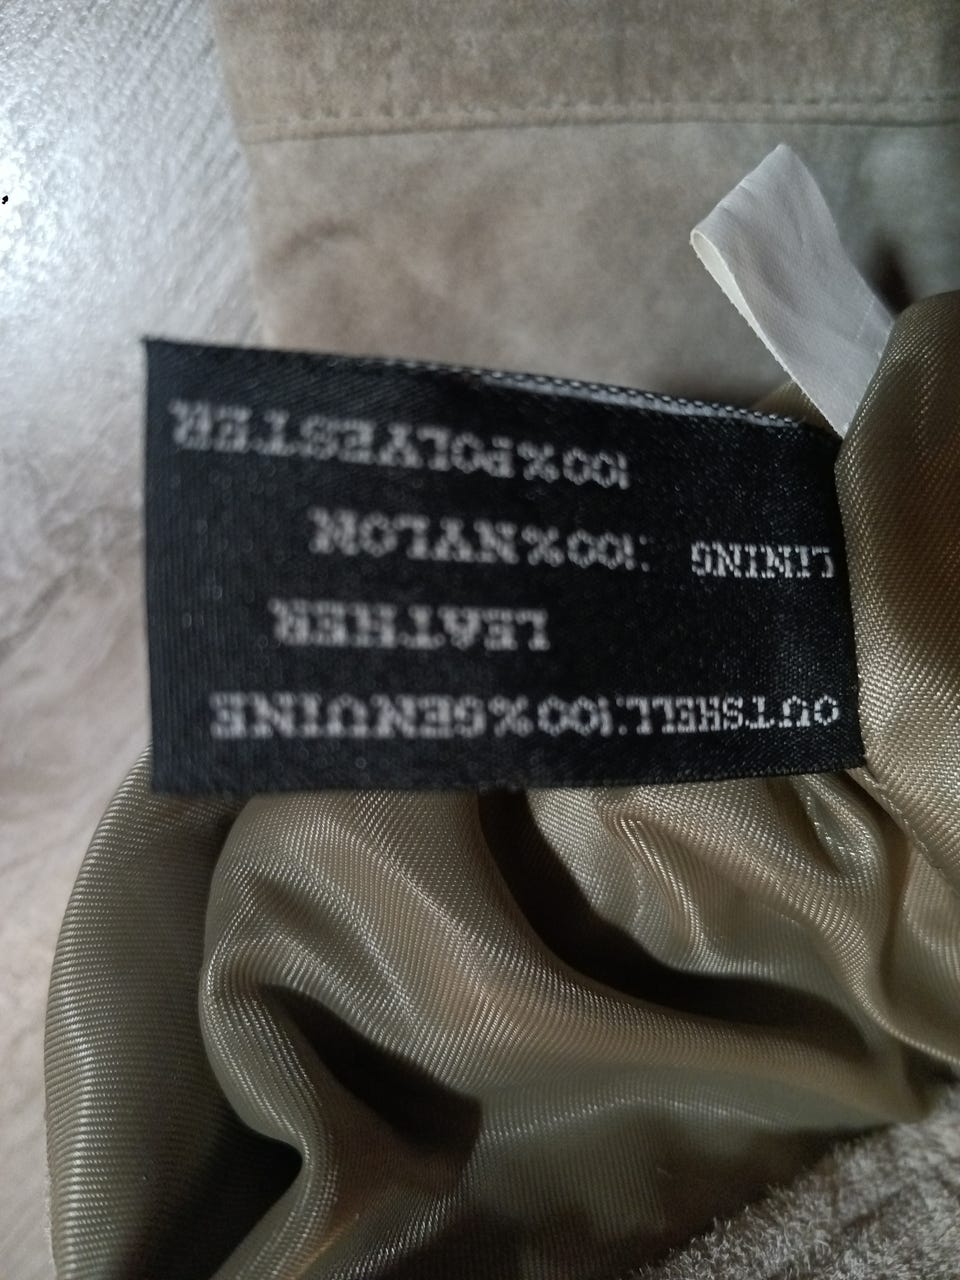 OUTSHELL:100%GENUINE
LEATHER
LINING :100%NYLON
100%POLYESTER